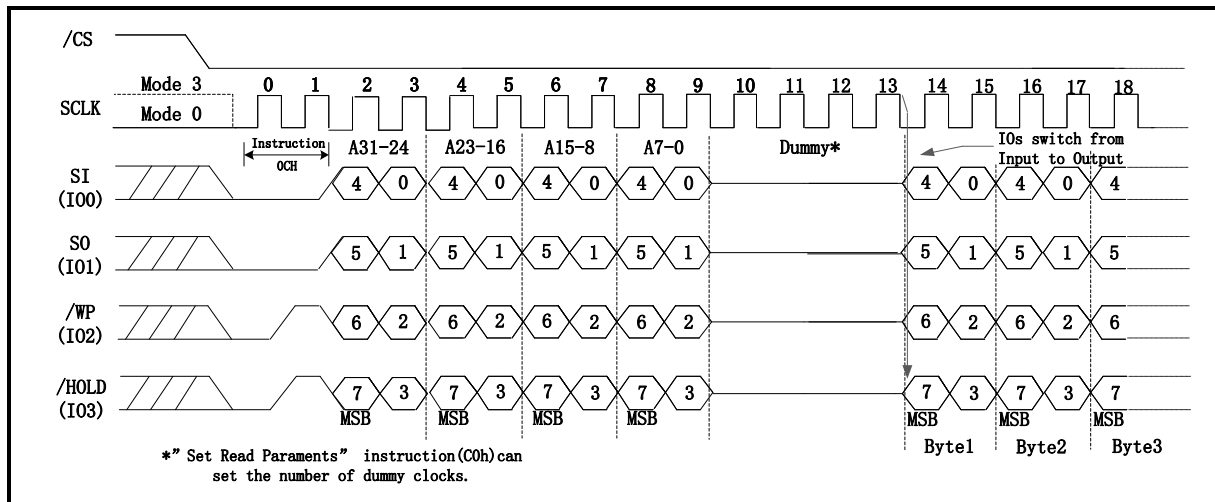 /CS
Mode 3 0 1 2 3 4 5 6 7 8 9 10 11 12 13 14 15 16 17 18
SCLK
Mode 0
Instruction A31-24 A23-16 A15-8 A7-0 Dummy* IOs switch from
0CH Input to Output
SI
(IO0) 4 0 4 0 4 0 4 0 4 0 4 0 4
SO
(IO1) 5 1 5 1 5 1 5 1 5 1 5 1 5
/WP
(IO2) 6 2 6 2 6 2 6 2 6 2 6 2 6
/HOLD
(IO3) 7 3 7 3 7 3 7 3 7 3 7 3 7
MSB MSB MSB MSB MSB MSB MSB
Byte1 Byte2 Byte3
*" Set Read Paraments" instruction(C0h)can
set the number of dummy clocks.